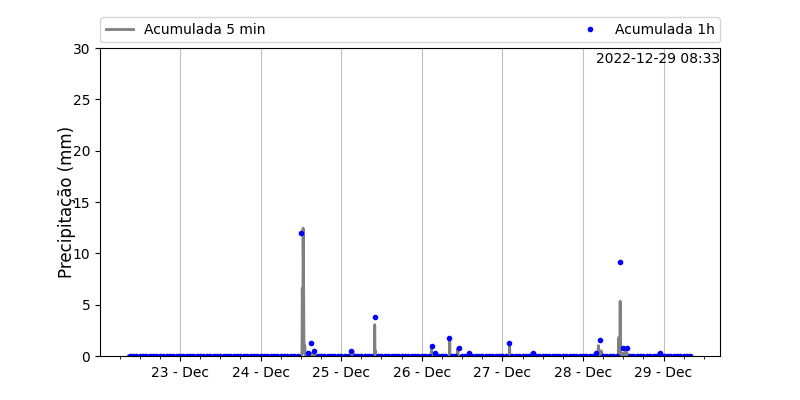 Acumulada 5 min
Acumulada 1h
2022-12-29 08:33
Precipitação (mm)
30
25
20
15
10
5
0
23 - Dec
24 - Dec
25 - Dec
26 - Dec
27 - Dec
28 - Dec
29 - Dec